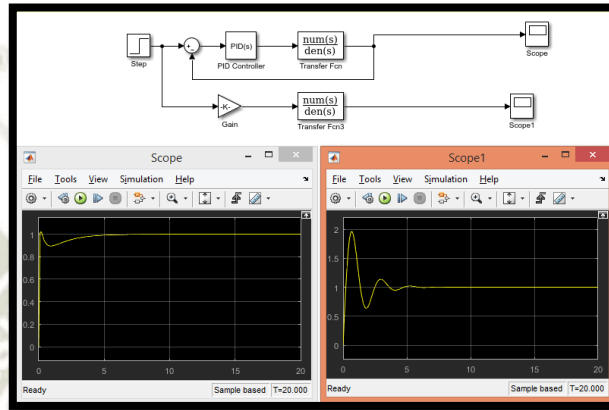 Step
+
-
PID(s)
PID Controller
num(s)
den(s)
Transfer Fcn
Scope
-K-
Gain
num(s)
den(s)
Transfer Fcn3
Scope1
Scope
File Tools View Simulation Help
1
0.8
0.6
0.4
0.2
0
0 5 10 15 20
Ready Sample based T=20.000
Scope1
File Tools View Simulation Help
2
1.5
1
0.5
0
0 5 10 15 20
Ready Sample based T=20.000